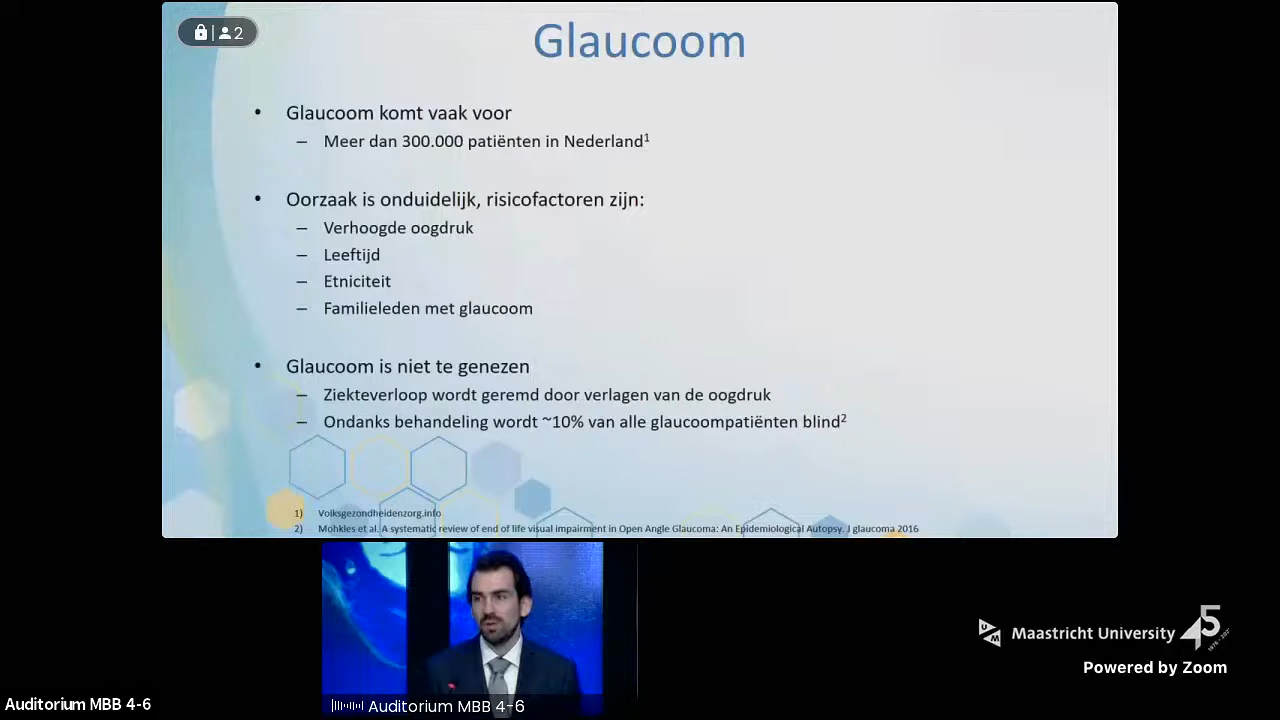 2
Glaucoom
• Glaucoom komt vaak voor
– Meer dan 300.000 patiënten in Nederland¹
• Oorzaak is onduidelijk, risicofactoren zijn:
– Verhoogde oogdruk
– Leeftijd
– Etniciteit
– Familieleden met glaucoom
• Glaucoom is niet te genezen
– Ziekteverloop wordt geremd door verlagen van de oogdruk
– Ondanks behandeling wordt ~10% van alle glaucoompatiënten blind²
1) Volksgezondheidenzorg.info
2) Mohkles et al. A systematic review of end of life visual impairment in Open Angle Glaucoma: An Epidemiological Autopsy. J glaucoma 2016
Maastricht University
45
Powered by Zoom
Auditorium MBB 4-6
Auditorium MBB 4-6